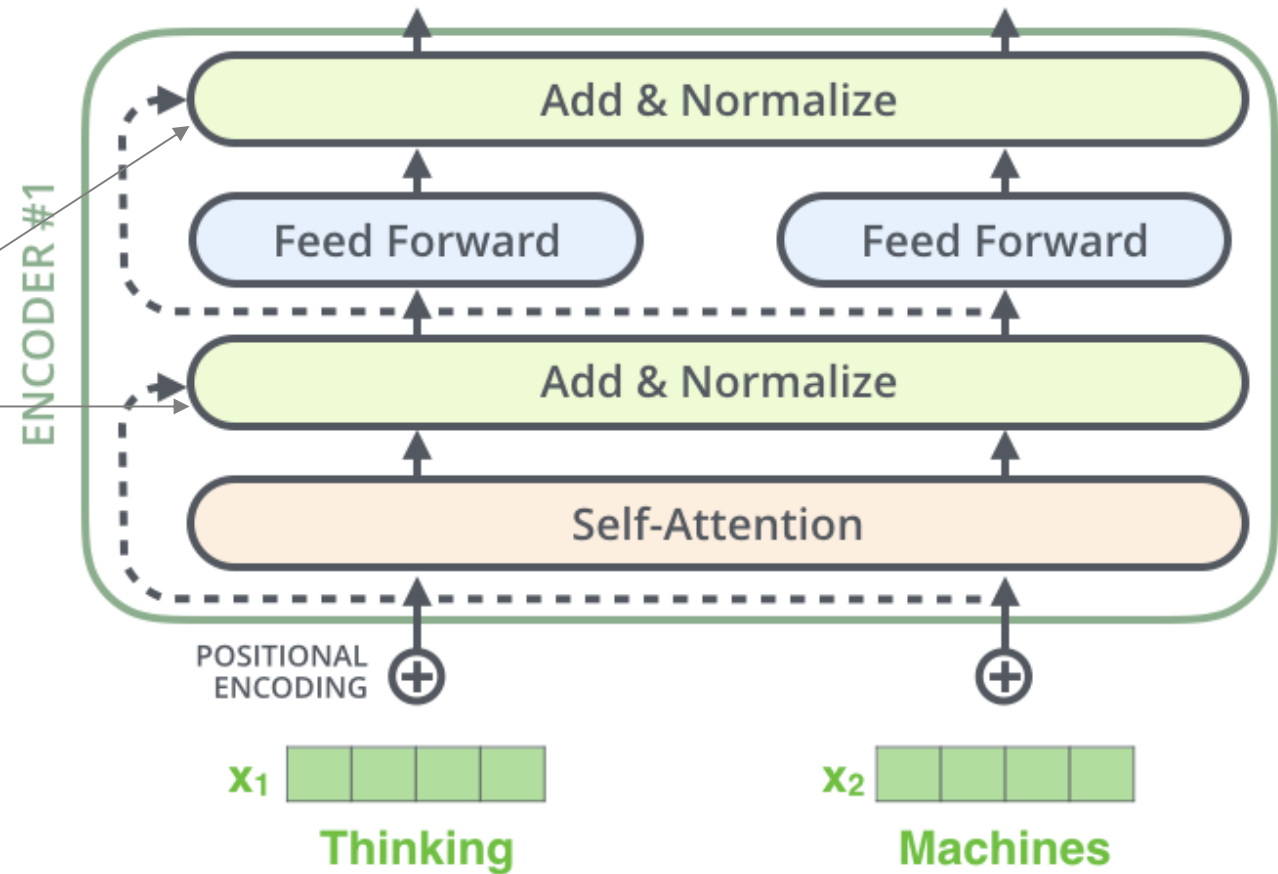 Add & Normalize
Feed Forward
Feed Forward
ENCODER #1
Add & Normalize
Self-Attention
POSITIONAL
ENCODING
x₁
x₂
Thinking
Machines